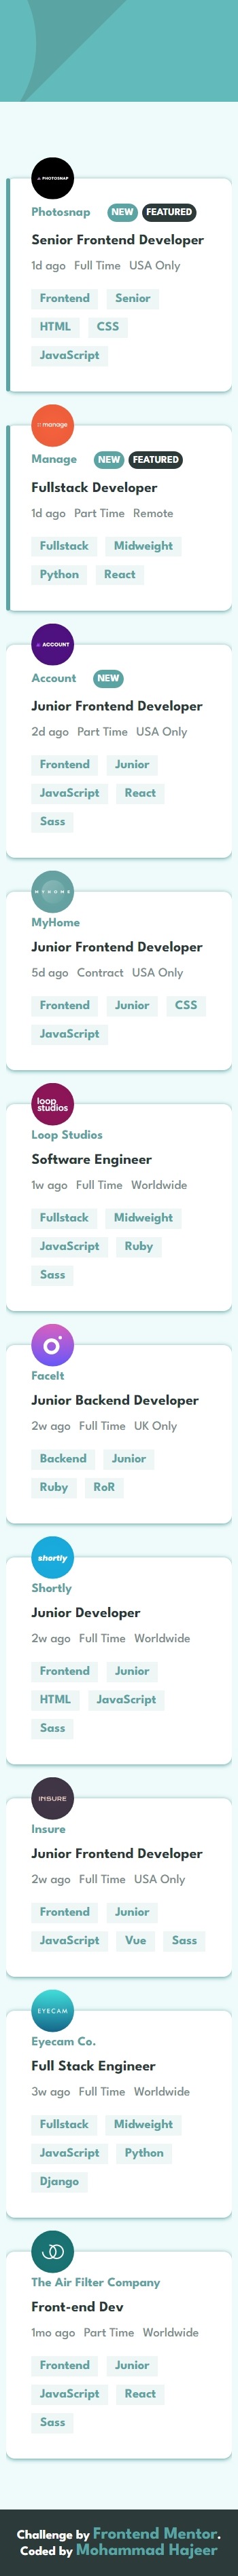 PHOTOSNAP
Photosnap NEW FEATURED
Senior Frontend Developer
1d ago Full Time USA Only
Frontend Senior
HTML CSS
JavaScript
manage
Manage NEW FEATURED
Fullstack Developer
1d ago Part Time Remote
Fullstack Midweight
Python React
ACCOUNT
Account NEW
Junior Frontend Developer
2d ago Part Time USA Only
Frontend Junior
JavaScript React
Sass
MYHOME
MyHome
Junior Frontend Developer
5d ago Contract USA Only
Frontend Junior CSS
JavaScript
loop
studios
Loop Studios
Software Engineer
1w ago Full Time Worldwide
Fullstack Midweight
JavaScript Ruby
Sass
FaceIt
Junior Backend Developer
2w ago Full Time UK Only
Backend Junior
Ruby RoR
shortly
Shortly
Junior Developer
2w ago Full Time Worldwide
Frontend Junior
HTML JavaScript
Sass
INSURE
Insure
Junior Frontend Developer
2w ago Full Time USA Only
Frontend Junior
JavaScript Vue Sass
EYECAM
Eyecam Co.
Full Stack Engineer
3w ago Full Time Worldwide
Fullstack Midweight
JavaScript Python
Django
The Air Filter Company
Front-end Dev
1mo ago Part Time Worldwide
Frontend Junior
JavaScript React
Sass
Challenge by Frontend Mentor.
Coded by Mohammad Hajeer